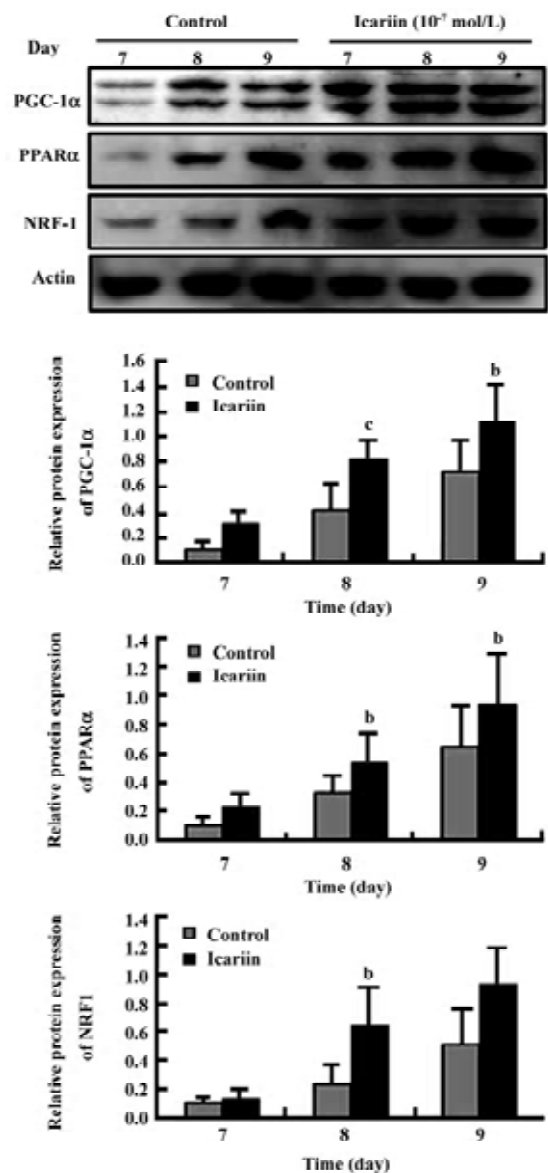 Control Icariin (10⁻⁷ mol/L)
Day 7 8 9 7 8 9
PGC-1α
PPARα
NRF-1
Actin
Relative protein expression
of PGC-1α
1.6
1.4
1.2
1.0
0.8
0.6
0.4
0.2
0.0
Control
Icariin
c
b
7 8 9
Time (day)
Relative protein expression
of PPARα
1.4
1.2
1.0
0.8
0.6
0.4
0.2
0.0
Control
Icariin
b
b
7 8 9
Time (day)
Relative protein expression
of NRF1
1.4
1.2
1.0
0.8
0.6
0.4
0.2
0.0
Control
Icariin
b
7 8 9
Time (day)